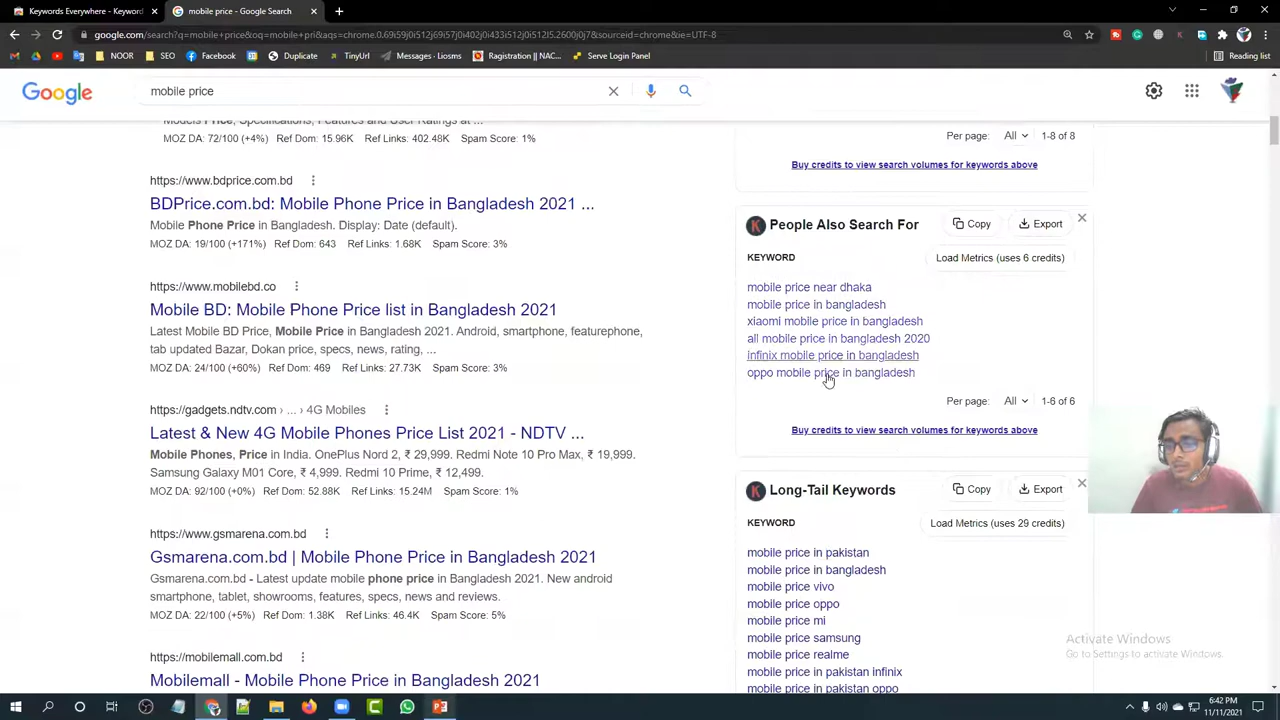 Keywords Everywhere - Keyword
mobile price - Google Search
google.com/search?q=mobile+price&oq=mobile+pri&aqs=chrome.0.69i59j0i512j69i57j0i402j0i433i512j0i512l5.2600j0j7&sourceid=chrome&ie=UTF-8
NOOR
SEO
Facebook
Ref Duplicate
TinyUrl
Messages - Liosms
Registration || NAC...
Ref Duplicate
Reading list
Google
mobile price
Models Price, Specifications, Features and User Ratings at ...
MOZ DA: 72/100 (+4%) Ref Dom: 15.96K Ref Links: 402.48K Spam Score: 1%
https://www.bdprice.com.bd
BDPrice.com.bd: Mobile Phone Price in Bangladesh 2021 ...
Mobile Phone Price in Bangladesh. Display: Date (default).
MOZ DA: 19/100 (+171%) Ref Dom: 643 Ref Links: 1.68K Spam Score: 3%
https://www.mobilebd.co
Mobile BD: Mobile Phone Price list in Bangladesh 2021
Latest Mobile BD Price, Mobile Price in Bangladesh 2021. Android, smartphone, featurephone,
tab updated Bazar, Dokan price, specs, news, rating, ...
MOZ DA: 24/100 (+60%) Ref Dom: 469 Ref Links: 27.73K Spam Score: 3%
https://gadgets.ndtv.com › ... › 4G Mobiles
Latest & New 4G Mobile Phones Price List 2021 - NDTV ...
Mobile Phones, Price in India. OnePlus Nord 2, ₹ 29,999. Redmi Note 10 Pro Max, ₹ 19,999.
Samsung Galaxy M01 Core, ₹ 4,999. Redmi 10 Prime, ₹ 12,499.
MOZ DA: 92/100 (+0%) Ref Dom: 52.88K Ref Links: 15.24M Spam Score: 1%
https://www.gsmarena.com.bd
Gsmarena.com.bd | Mobile Phone Price in Bangladesh 2021
Gsmarena.com.bd - Latest update mobile phone price in Bangladesh 2021. New android
smartphone, tablet, showrooms, features, specs, news and reviews.
MOZ DA: 22/100 (+5%) Ref Dom: 1.38K Ref Links: 46.4K Spam Score: 5%
https://mobilemall.com.bd
Mobilemall - Mobile Phone Price in Bangladesh 2021
Per page: All 1-8 of 8
Buy credits to view search volumes for keywords above
K People Also Search For
Copy
Export
KEYWORD
Load Metrics (uses 6 credits)
mobile price near dhaka
mobile price in bangladesh
xiaomi mobile price in bangladesh
all mobile price in bangladesh 2020
infinix mobile price in bangladesh
oppo mobile price in bangladesh
Per page: All 1-6 of 6
Buy credits to view search volumes for keywords above
K Long-Tail Keywords
Copy
Export
KEYWORD
Load Metrics (uses 29 credits)
mobile price in pakistan
mobile price in bangladesh
mobile price vivo
mobile price oppo
mobile price mi
mobile price samsung
mobile price realme
mobile price in pakistan infinix
mobile price in pakistan oppo
Activate Windows
Go to Settings to activate Windows.
6:42 PM
11/11/2021